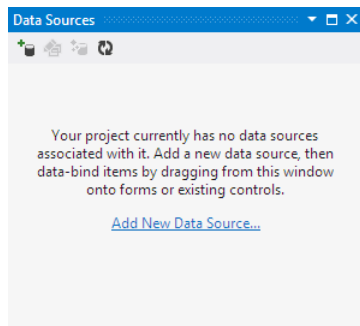 Data Sources
Your project currently has no data sources
associated with it. Add a new data source, then
data-bind items by dragging from this window
onto forms or existing controls.
Add New Data Source...